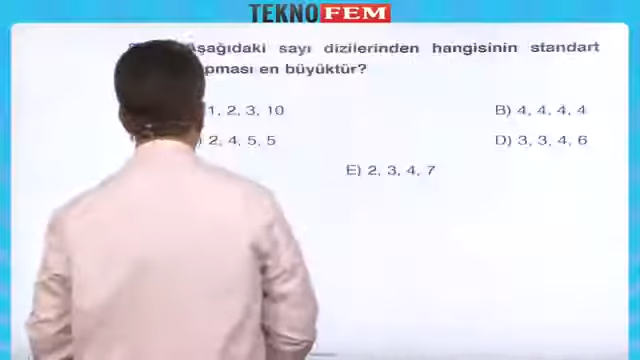 TEKNOFEM
Aşağıdaki sayı dizilerinden hangisinin standart
pması en büyüktür?
1, 2, 3, 10
B) 4, 4, 4, 4
) 2, 4, 5, 5
D) 3, 3, 4, 6
E) 2, 3, 4, 7